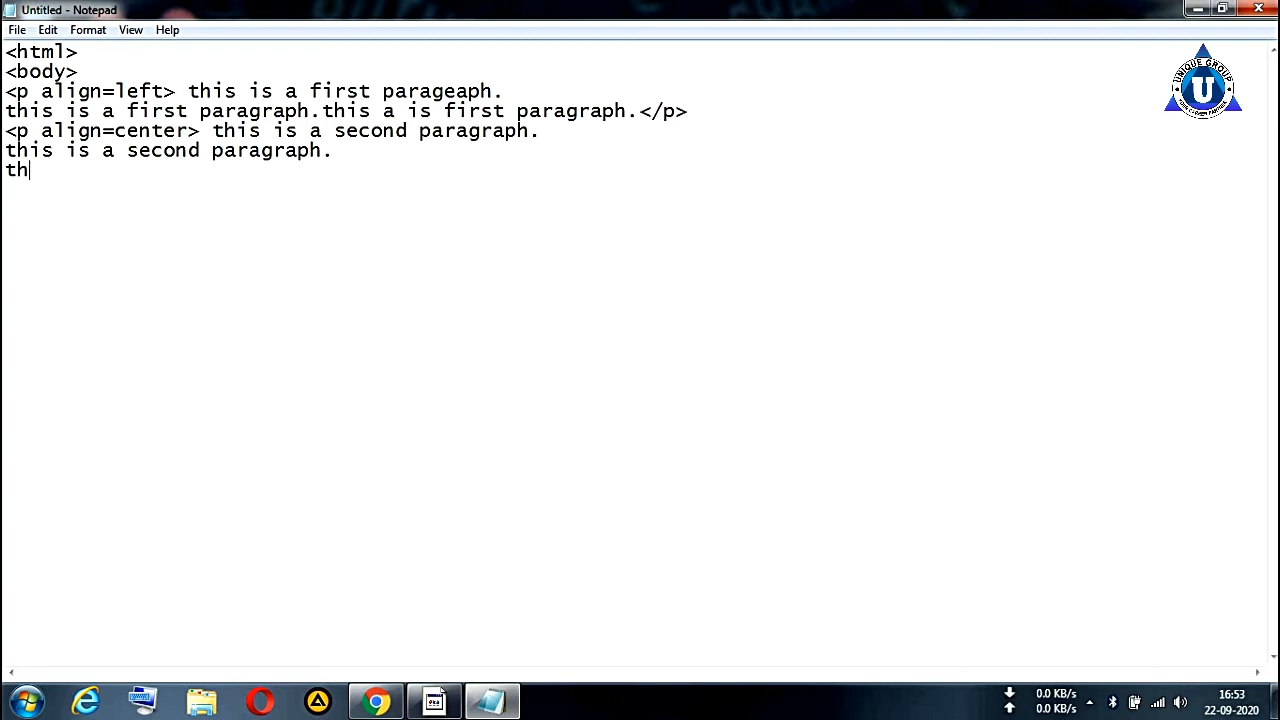 Untitled - Notepad
File Edit Format View Help
<html>
<body>
<p align=left> this is a first parageaph.
this is a first paragraph.this a is first paragraph.</p>
<p align=center> this is a second paragraph.
this is a second paragraph.
th
UNIQUE GROUP
U
0.0 KB/s
0.0 KB/s
16:53
22-09-2020